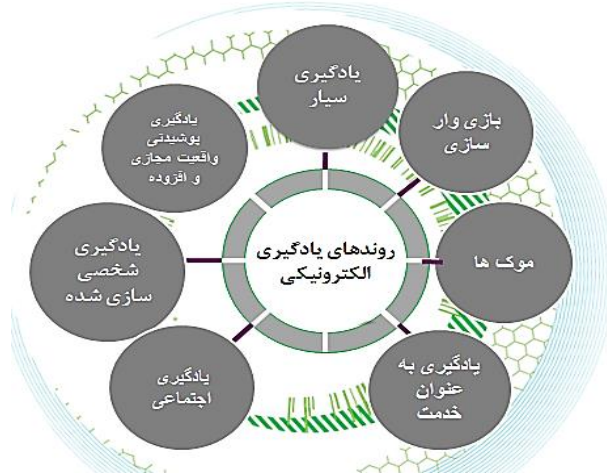 یادگیری
سیار
بازی وار
سازی
موک ها
یادگیری به
عنوان
خدمت
یادگیری
اجتماعی
یادگیری
شخصی
سازی شده
یادگیری
پوشیدنی
واقعیت مجازی
و افزوده
روندهای یادگیری
الکترونیکی